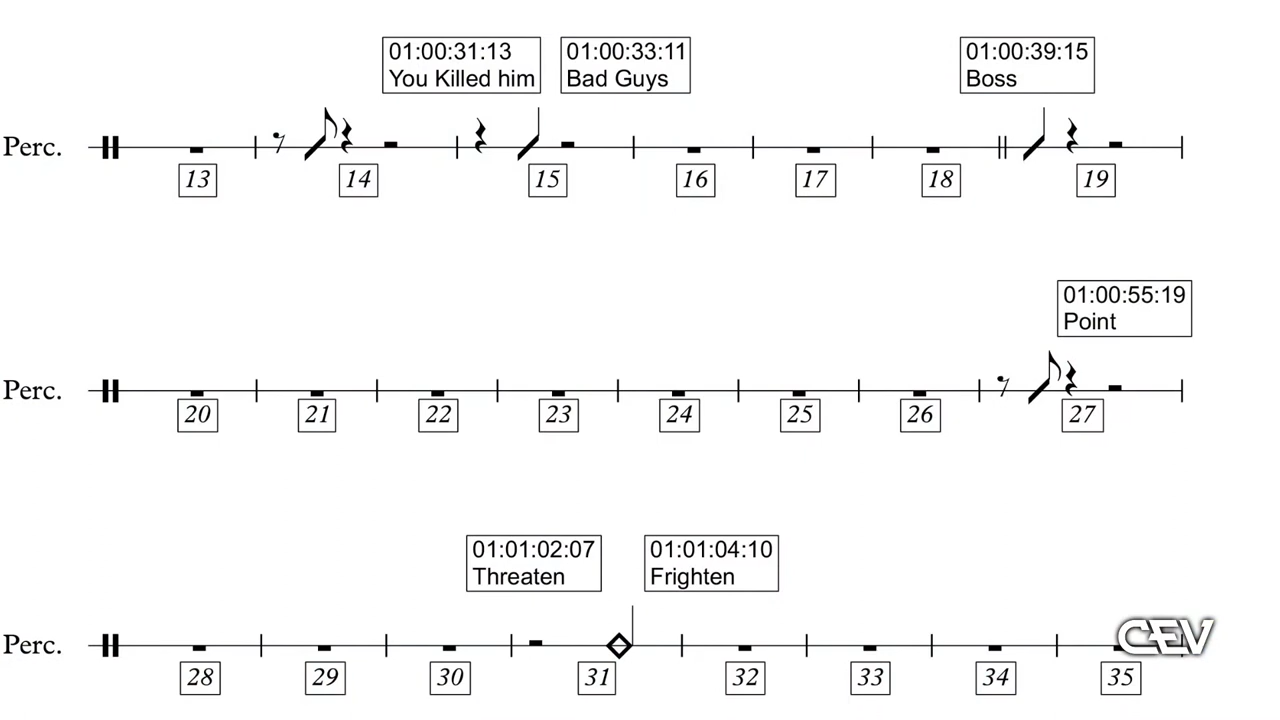 01:00:31:13
You Killed him
01:00:33:11
Bad Guys
01:00:39:15
Boss
Perc.
13 14 15 16 17 18 19
01:00:55:19
Point
Perc.
20 21 22 23 24 25 26 27
01:01:02:07
Threaten
01:01:04:10
Frighten
Perc.
CEV
28 29 30 31 32 33 34 35